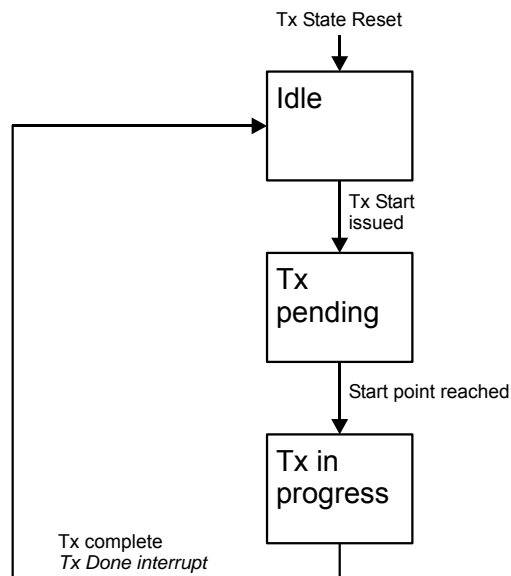 Tx State Reset
Idle
Tx Start
issued
Tx
pending
Start point reached
Tx in
progress
Tx complete
Tx Done interrupt